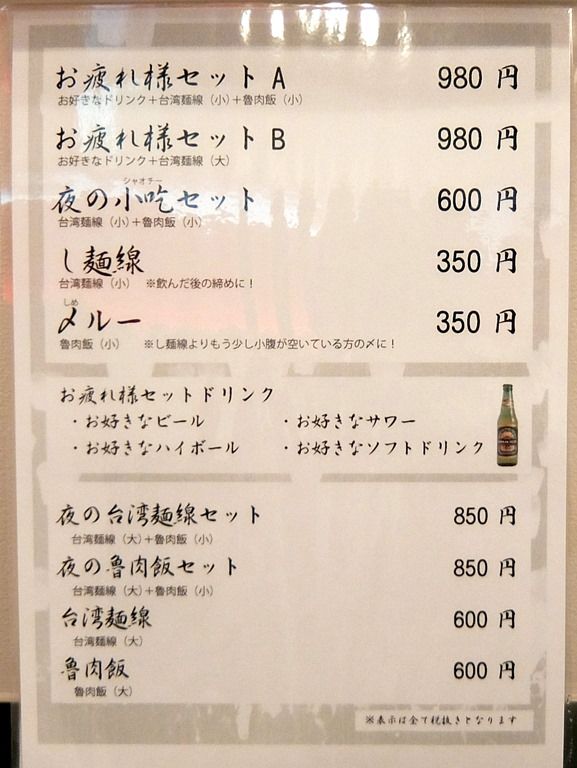 お疲れ様セット A 980 円
お好きなドリンク＋台湾麺線（小）＋魯肉飯（小）
お疲れ様セット B 980 円
お好きなドリンク＋台湾麺線（大）
シャオチー
夜の小吃セット 600 円
台湾麺線（小）＋魯肉飯（小）
し麺線 350 円
台湾麺線（小） ※飲んだ後の締めに！
しめ
〆ルー 350 円
魯肉飯（小） ※し麺線よりもう少し小腹が空いている方の〆に！
お疲れ様セットドリンク
・お好きなビール ・お好きなサワー
・お好きなハイボール ・お好きなソフトドリンク
夜の台湾麺線セット 850 円
台湾麺線（大）＋魯肉飯（小）
夜の魯肉飯セット 850 円
台湾麺線（大）＋魯肉飯（小）
台湾麺線 600 円
台湾麺線（大）
魯肉飯 600 円
魯肉飯（大）
※表示は全て税抜きとなります